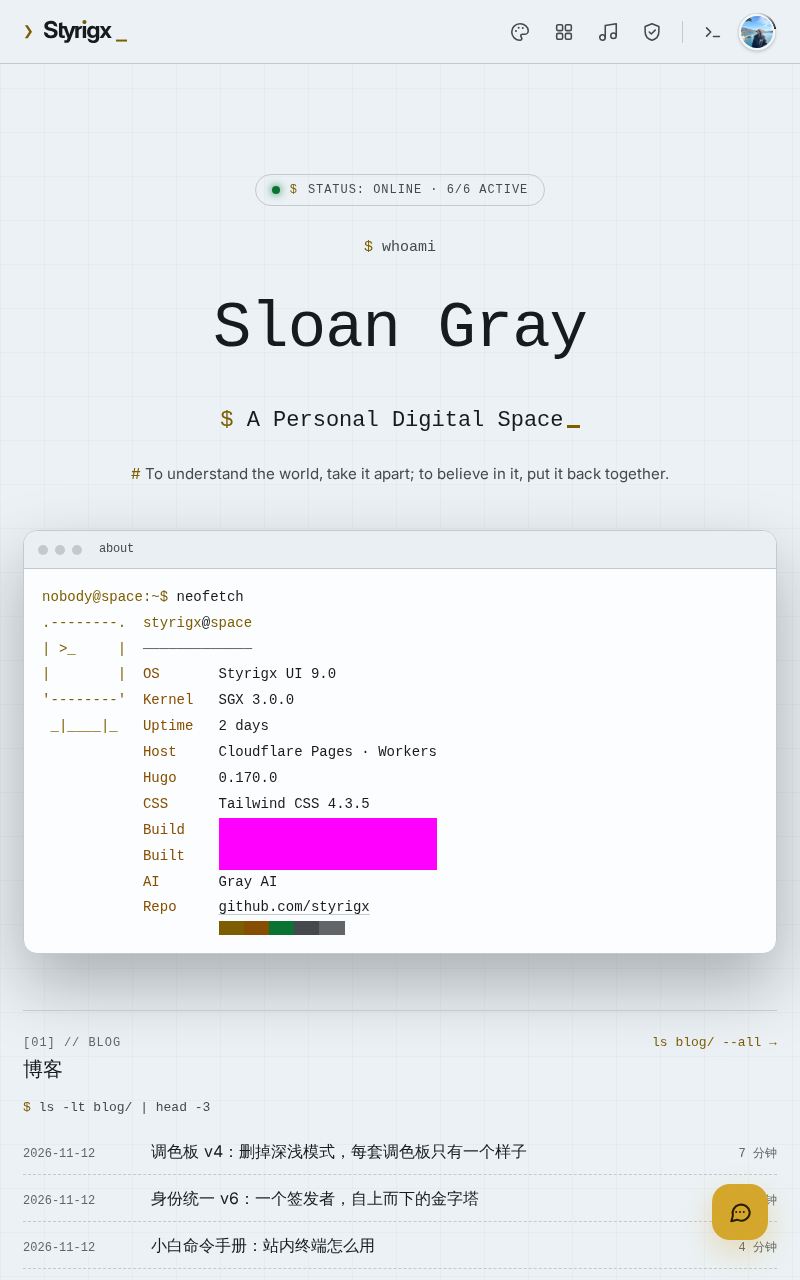 ❯ Styrigx _
$ STATUS: ONLINE · 6/6 ACTIVE
$ whoami
Sloan Gray
$ A Personal Digital Space_
# To understand the world, take it apart; to believe in it, put it back together.
about
nobody@space:~$ neofetch
.--------. styrigx@space
| >_     | —————————————
|        | OS Styrigx UI 9.0
'--------' Kernel SGX 3.0.0
_|____|_ Uptime 2 days
Host Cloudflare Pages · Workers
Hugo 0.170.0
CSS Tailwind CSS 4.3.5
Build
Built
AI Gray AI
Repo github.com/styrigx
[01] // BLOG ls blog/ --all →
博客
$ ls -lt blog/ | head -3
2026-11-12 调色板 v4：删掉深浅模式，每套调色板只有一个样子 7 分钟
2026-11-12 身份统一 v6：一个签发者，自上而下的金字塔 钟
2026-11-12 小白命令手册：站内终端怎么用 4 分钟